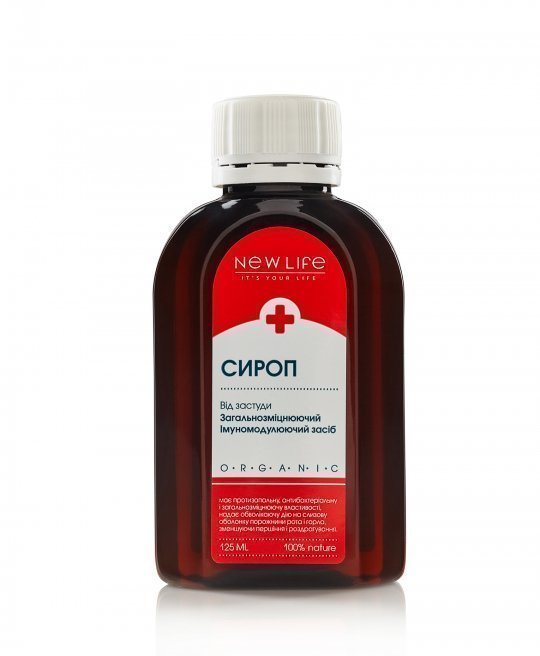 NEW LIFE
IT'S YOUR LIFE
СИРОП
Від застуди
Загальнозміцнюючий
Імуномодулюючий засіб
O·R·G·A·N·I·C
має протизапальну, антибактеріальну
і загальнозміцнюючу властивості,
надає обволікаючу дію на слизову
оболонку порожнини рота і горла,
зменшуючи першіння і роздратування.
125 ML 100% nature